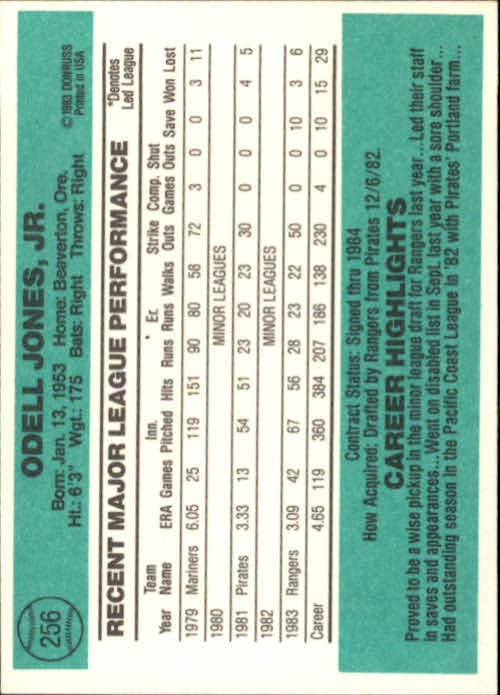 256
ODELL JONES, JR.
Born: Jan. 13, 1953 Home: Beaverton, Ore.
Ht.: 6'3" Wgt.: 175 Bats: Right Throws: Right
© 1983 DONRUSS
Printed in USA
RECENT MAJOR LEAGUE PERFORMANCE
*Denotes
Led League
Team Inn. * Er. Strike Comp. Shut
Year Name ERA Games Pitched Hits Runs Runs Walks Outs Games Outs Save Won Lost
1979 Mariners 6.05 25 119 151 90 80 58 72 3 0 0 3 11
1980 MINOR LEAGUES
1981 Pirates 3.33 13 54 51 23 20 23 30 0 0 0 4 5
1982 MINOR LEAGUES
1983 Rangers 3.09 42 67 56 28 23 22 50 0 0 10 3 6
Career 4.65 119 360 384 207 186 138 230 4 0 10 15 29
Contract Status: Signed thru 1984
How Acquired: Drafted by Rangers from Pirates 12/6/82.
CAREER HIGHLIGHTS
Proved to be a wise pickup in the minor league draft for Rangers last year...Led their staff
in saves and appearances...Went on disabled list in Sept. last year with a sore shoulder...
Had outstanding season in the Pacific Coast League in '82 with Pirates' Portland farm...